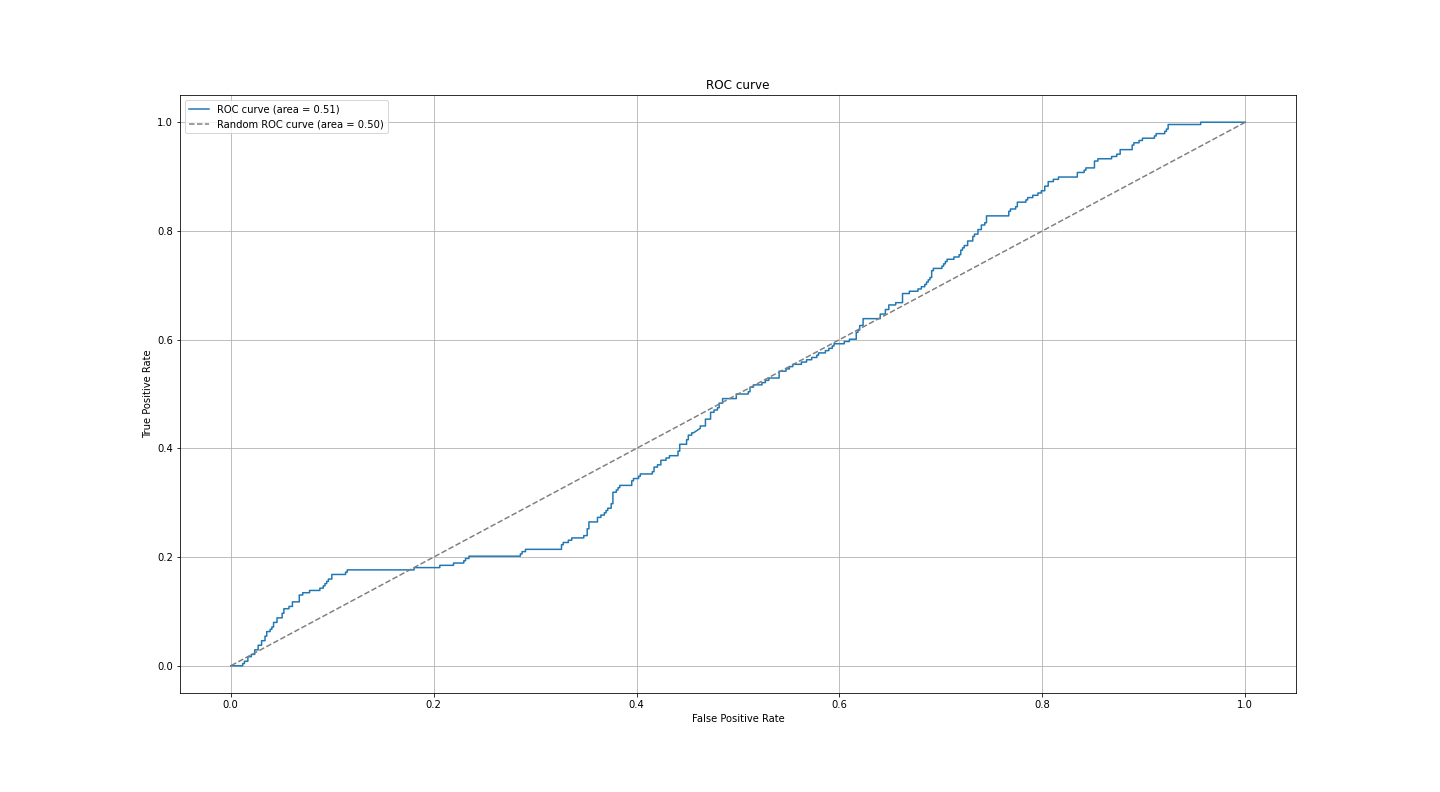 ROC curve
ROC curve (area = 0.51)
Random ROC curve (area = 0.50)
True Positive Rate
1.0
0.8
0.6
0.4
0.2
0.0
0.0 0.2 0.4 0.6 0.8 1.0
False Positive Rate